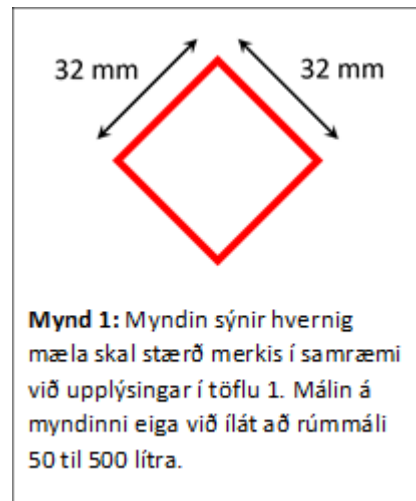 32 mm 32 mm
Mynd 1: Myndin sýnir hvernig
mæla skal stærð merkis í samræmi
við upplýsingar í töflu 1. Málin á
myndinni eiga við ílát að rúmmáli
50 til 500 lítra.